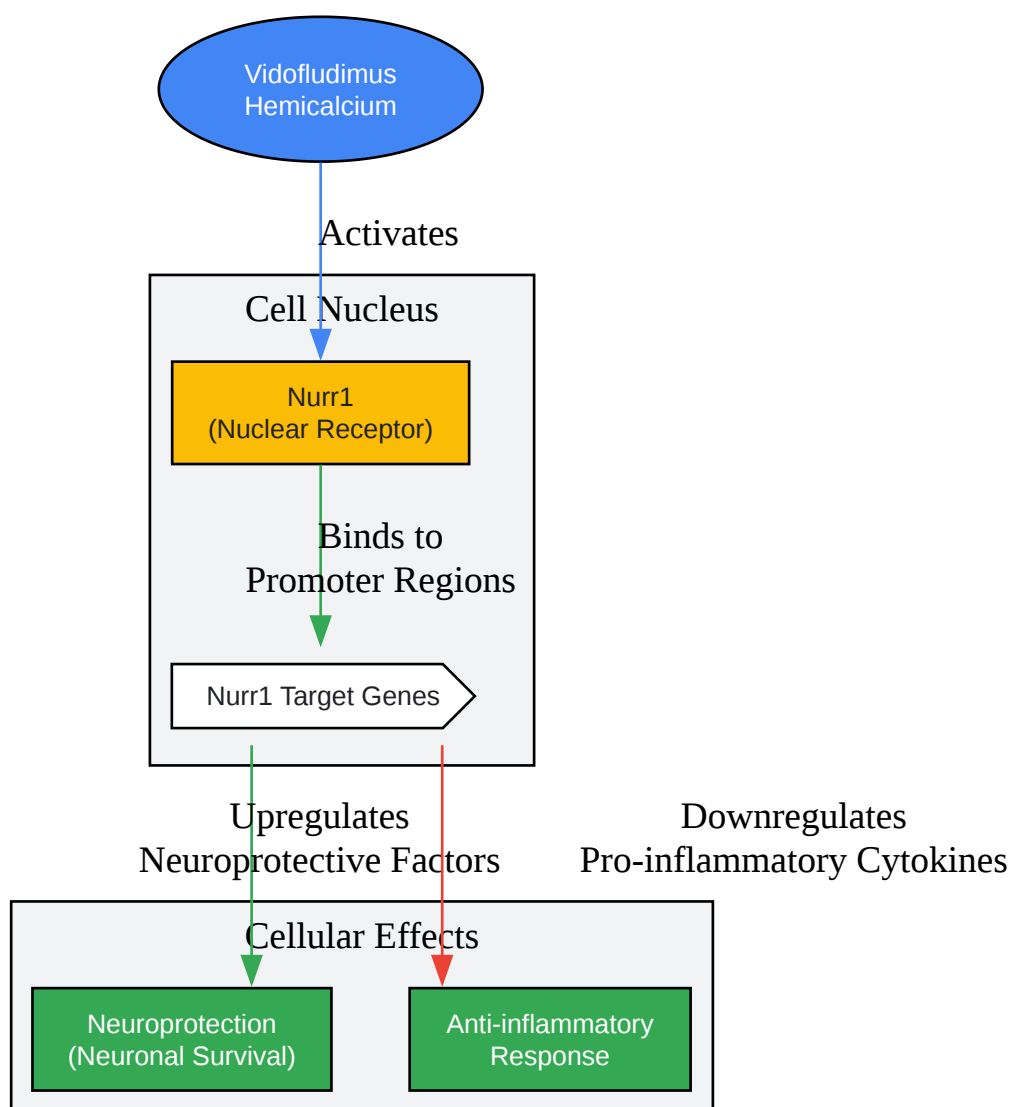 Vidofludimus
Hemicalcium
Activates
Cell Nucleus
Nurr1
(Nuclear Receptor)
Binds to
Promoter Regions
Nurr1 Target Genes
Upregulates
Neuroprotective Factors
Downregulates
Pro-inflammatory Cytokines
Cellular Effects
Neuroprotection
(Neuronal Survival)
Anti-inflammatory
Response